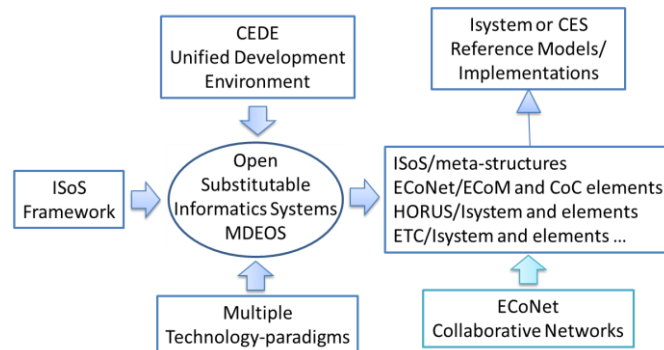 CEDE
Unified Development
Environment
Isystem or CES
Reference Models/
Implementations
ISoS
Framework
Open
Substitutable
Informatics Systems
MDEOS
ISoS/meta-structures
ECoNet/ECoM and CoC elements
HORUS/Isystem and elements
ETC/Isystem and elements ...
Multiple
Technology-paradigms
ECoNet
Collaborative Networks